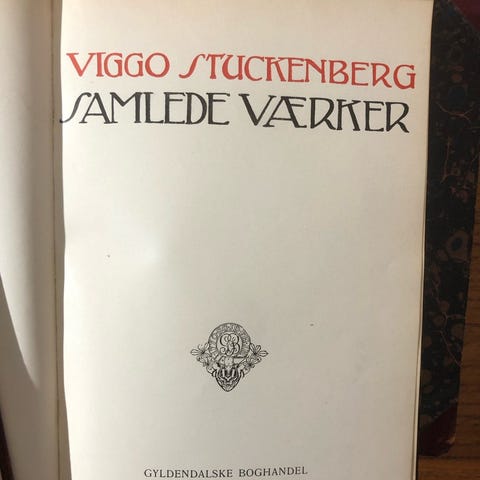 VIGGO STUCKENBERG
SAMLEDE VÆRKER
GYLDENDALSKE BOGHANDEL